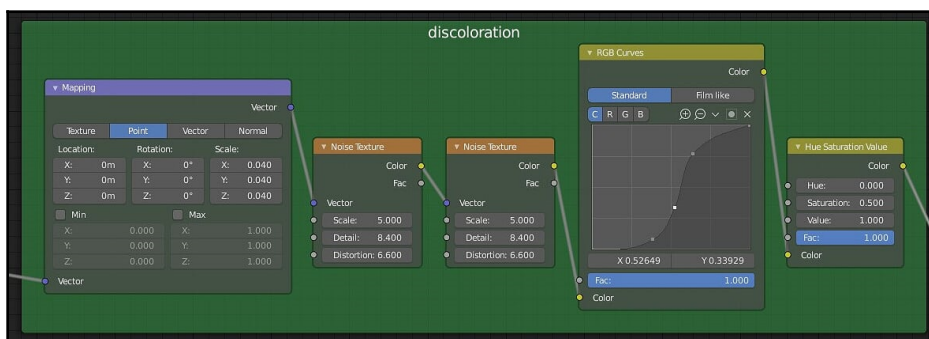 discoloration
Mapping
Vector
Texture Point Vector Normal
Location: Rotation: Scale:
X: 0m X: 0° X: 0.040
Y: 0m Y: 0° Y: 0.040
Z: 0m Z: 0° Z: 0.040
Min Max
X: 0.000 X: 1.000
Y: 0.000 Y: 1.000
Z: 0.000 Z: 1.000
Vector
Noise Texture
Color
Fac
Vector
Scale: 5.000
Detail: 8.400
Distortion: 6.600
Noise Texture
Color
Fac
Vector
Scale: 5.000
Detail: 8.400
Distortion: 6.600
RGB Curves
Color
Standard Film like
C R G B
X 0.52649 Y 0.33929
Fac: 1.000
Color
Hue Saturation Value
Color
Hue: 0.000
Saturation: 0.500
Value: 1.000
Fac: 1.000
Color